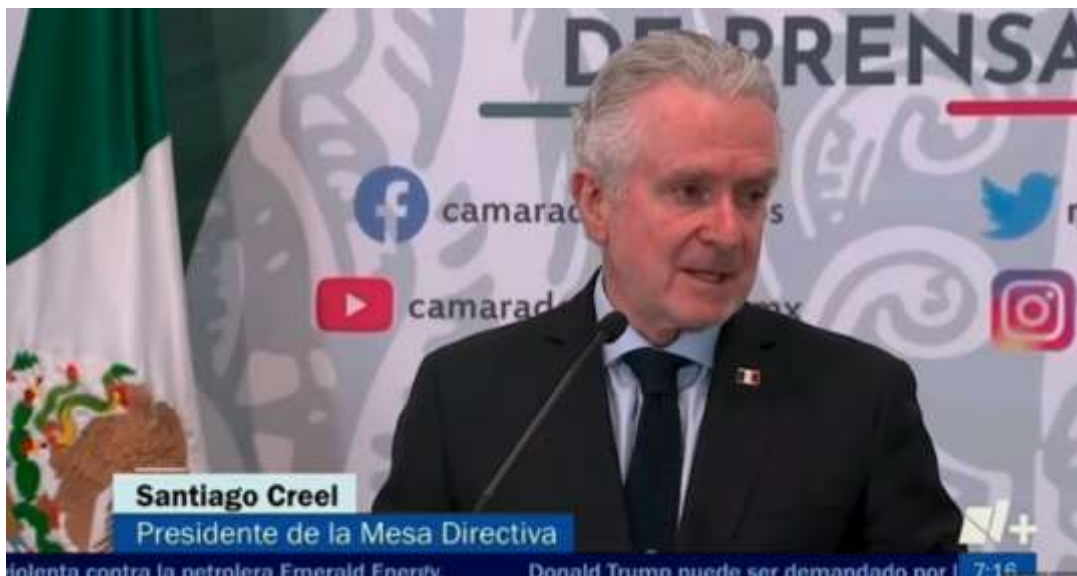 DE PRENSA
camarad s
camarad mx
Santiago Creel
Presidente de la Mesa Directiva
violenta contra la petrolera Emerald Energy Donald Trump puede ser demandado por 7:16